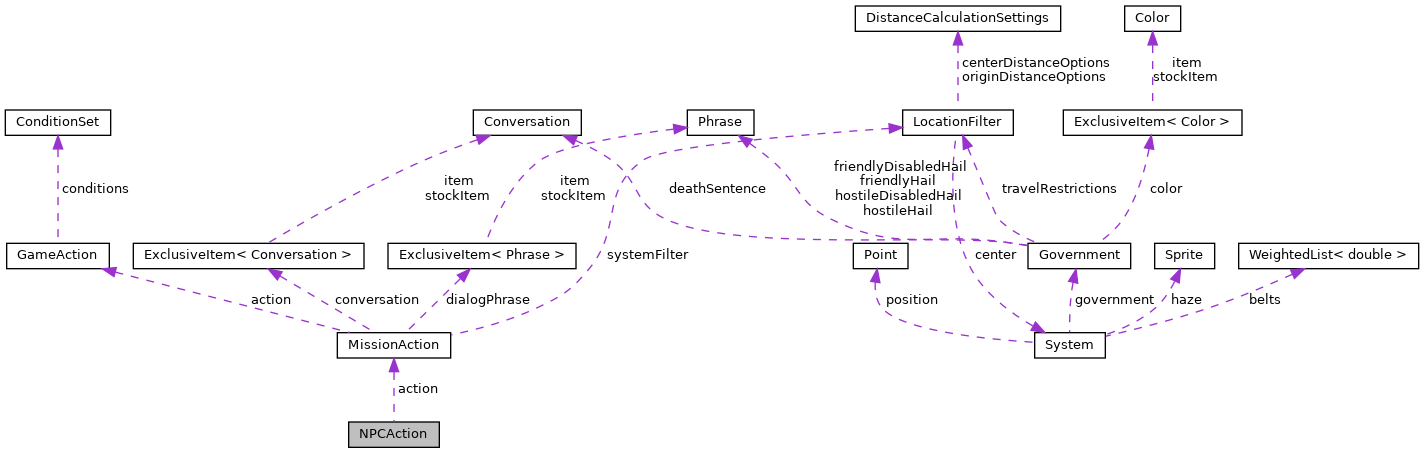 DistanceCalculationSettings
Color
centerDistanceOptions
originDistanceOptions
item
stockItem
ConditionSet
Conversation
Phrase
LocationFilter
ExclusiveItem< Color >
conditions
item
stockItem
item
stockItem
deathSentence
friendlyDisabledHail
friendlyHail
hostileDisabledHail
hostileHail
travelRestrictions
color
GameAction
ExclusiveItem< Conversation >
ExclusiveItem< Phrase >
systemFilter
Point
center
Government
Sprite
WeightedList< double >
action
conversation
dialogPhrase
position
government
haze
belts
MissionAction
System
action
NPCAction